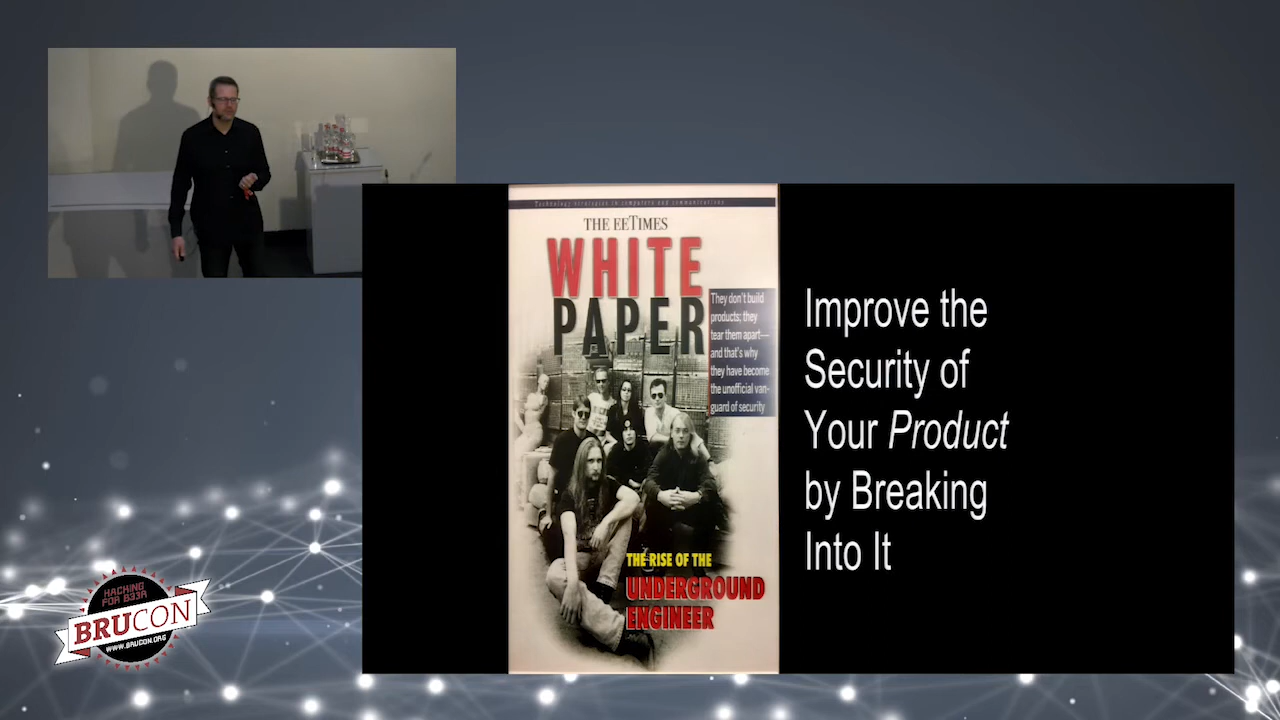 Technology strategies in computers and communications
THE EETIMES
WHITE
PAPER
They don't build
products; they
tear them apart—
and that's why
they have become
the unofficial van-
guard of security
THE RISE OF THE
UNDERGROUND
ENGINEER
Improve the
Security of
Your Product
by Breaking
Into It
HACKING
FOR B33R
BRUCON
WWW.BRUCON.ORG